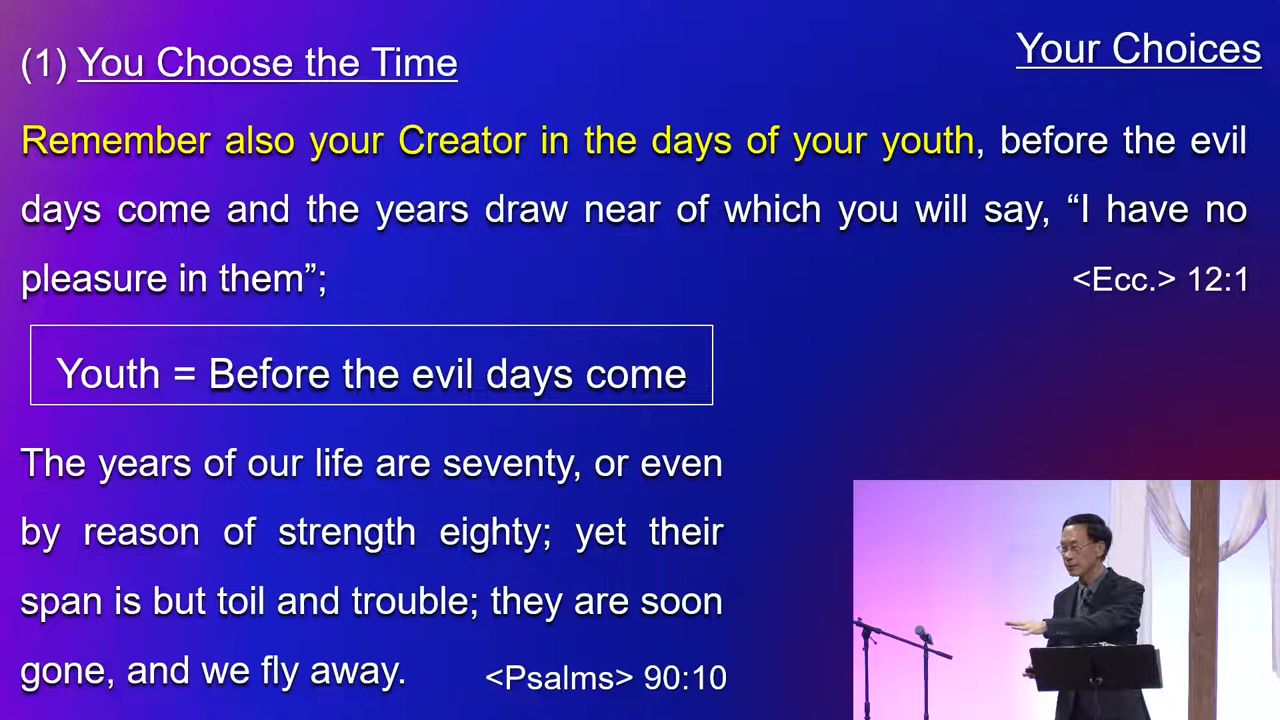 (1) You Choose the Time
Your Choices
Remember also your Creator in the days of your youth, before the evil
days come and the years draw near of which you will say, “I have no
pleasure in them”;
<Ecc.> 12:1
Youth = Before the evil days come
The years of our life are seventy, or even
by reason of strength eighty; yet their
span is but toil and trouble; they are soon
gone, and we fly away.
<Psalms> 90:10